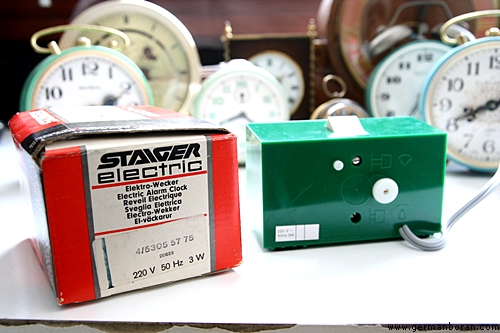 STAIGER
electric
Elektro-Wecker
Electric Alarm Clock
Reveil Electrique
Sveglia Elettrica
Electro-Wekker
El-väckarur
4/5305 57 75
220 V 50 Hz 3 W
www.germanboran.com